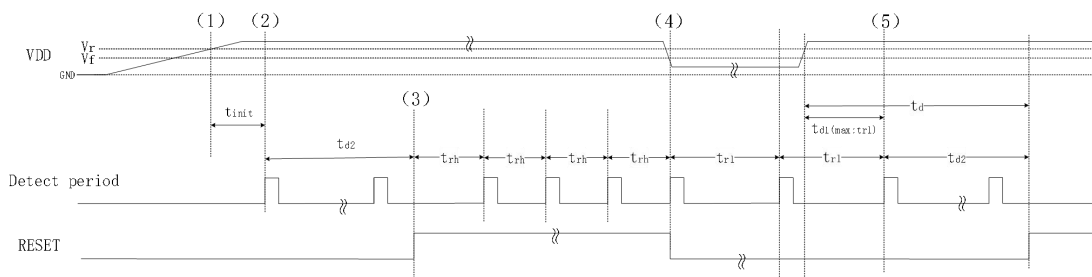 (1) (2) (4) (5)
Vr
VDD
Vf
GND
(3)
tinit
td
td1(max:trl)
td2 trh trh trh trh trl trl td2
Detect period
RESET